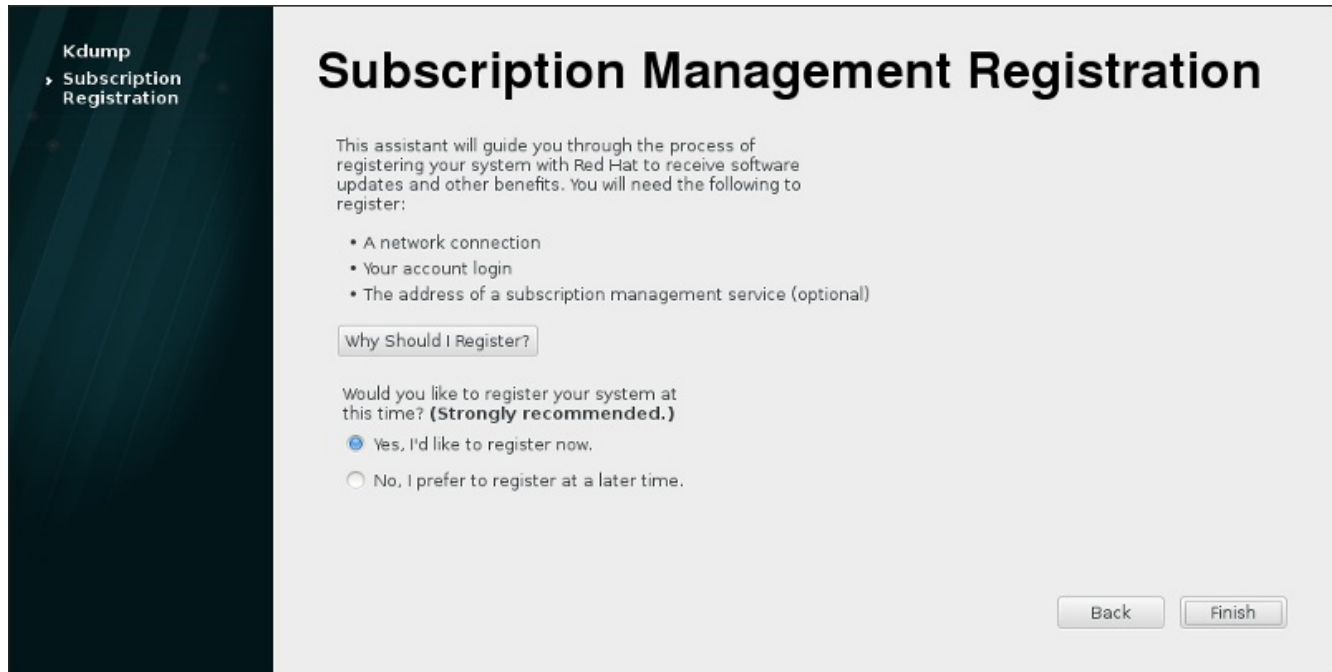 Kdump
Subscription
Registration
Subscription Management Registration
This assistant will guide you through the process of
registering your system with Red Hat to receive software
updates and other benefits. You will need the following to
register:
• A network connection
• Your account login
• The address of a subscription management service (optional)
Why Should I Register?
Would you like to register your system at
this time? (Strongly recommended.)
Yes, I'd like to register now.
No, I prefer to register at a later time.
Back
Finish